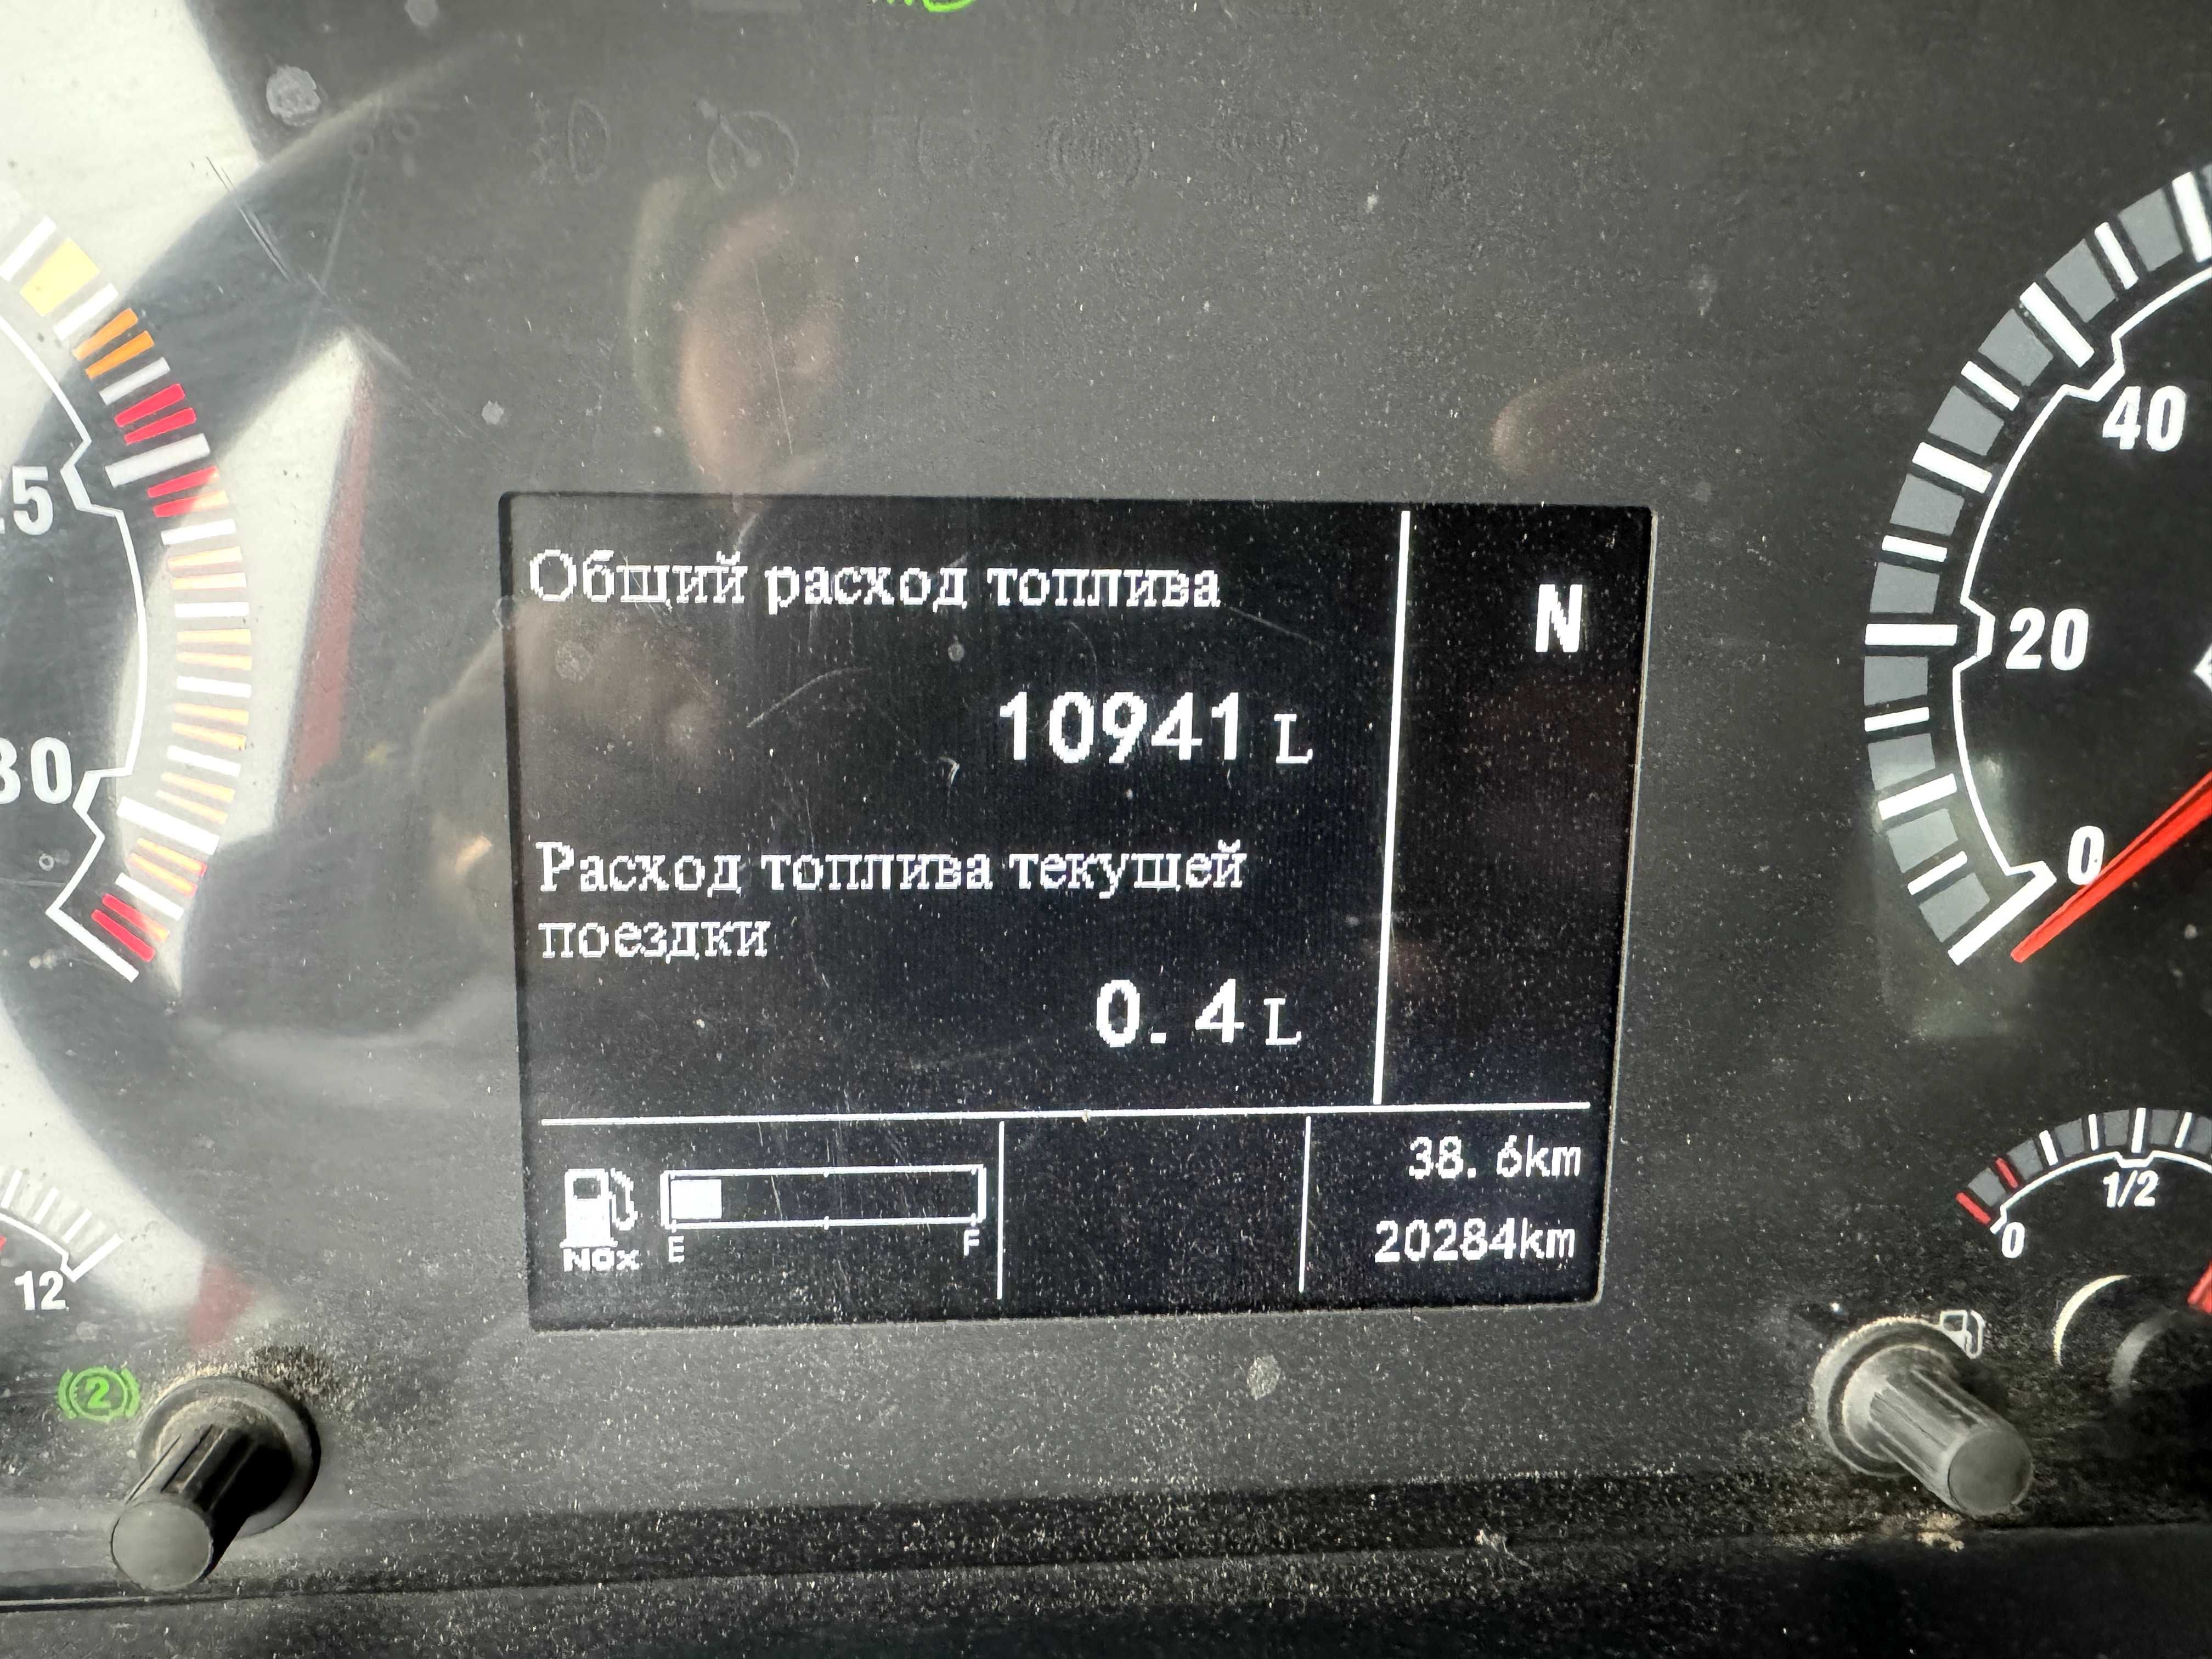 Общий расход топлива
N
10941 L
Расход топлива текущей
поездки
0.4 L
NOx
E
F
38.6km
20284km
30
12
2
40
20
0
1/2
0